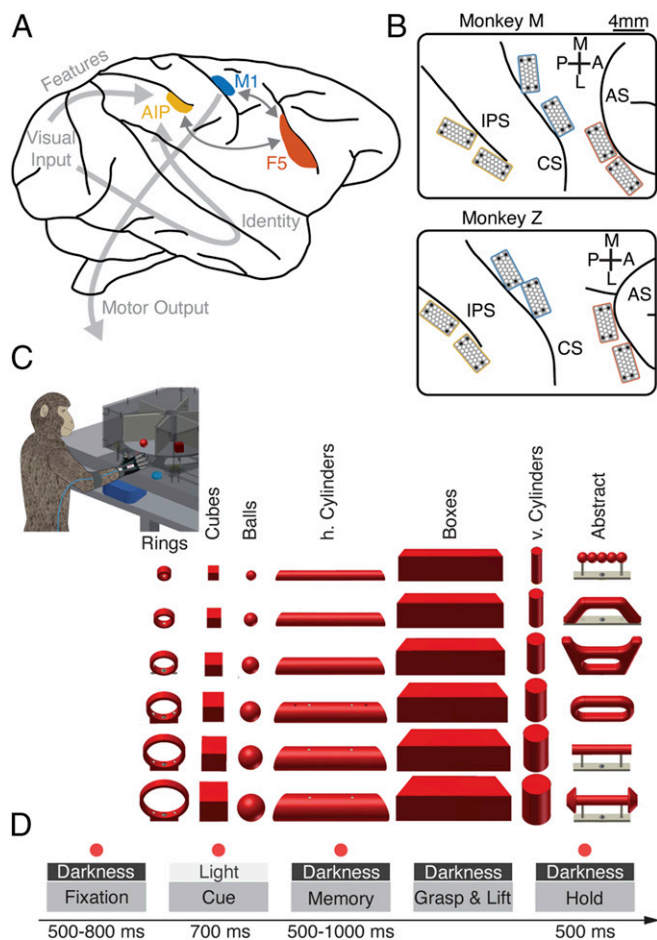 A
Features
M1
AIP
Visual
Input
F5
Identity
Motor Output
B
Monkey M
4mm
M
P A
L
AS
IPS
CS
Monkey Z
M
P A
L
AS
IPS
CS
C
Rings
Cubes
Balls
h. Cylinders
Boxes
v. Cylinders
Abstract
D
Darkness
Light
Darkness
Darkness
Darkness
Fixation
Cue
Memory
Grasp & Lift
Hold
500-800 ms
700 ms
500-1000 ms
500 ms